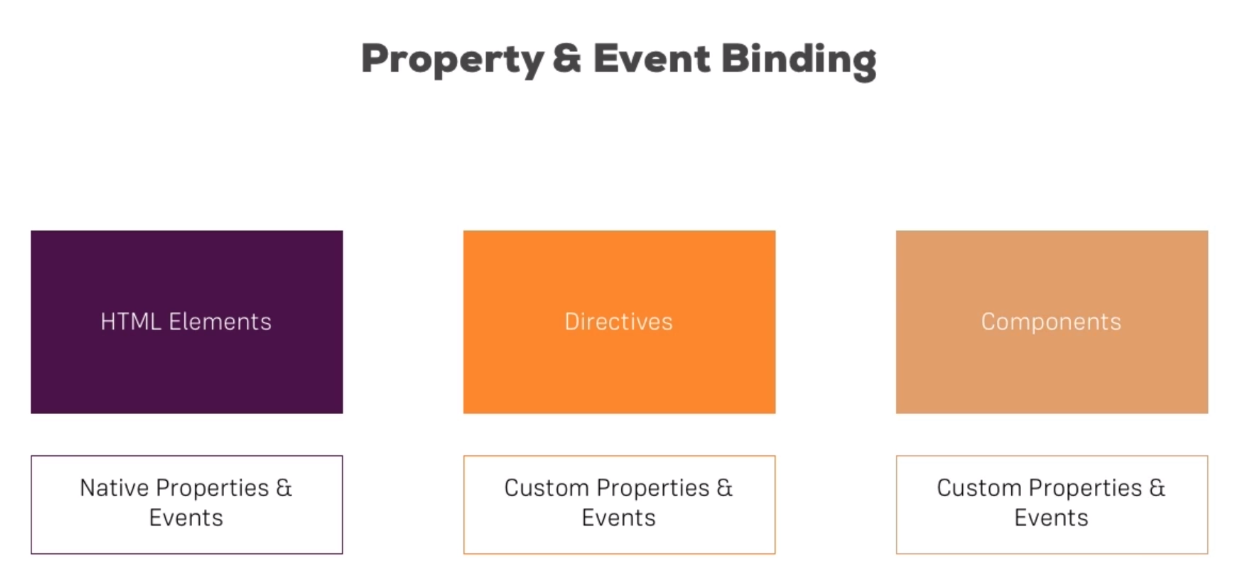 Property & Event Binding
HTML Elements
Directives
Components
Native Properties &
Events
Custom Properties &
Events
Custom Properties &
Events